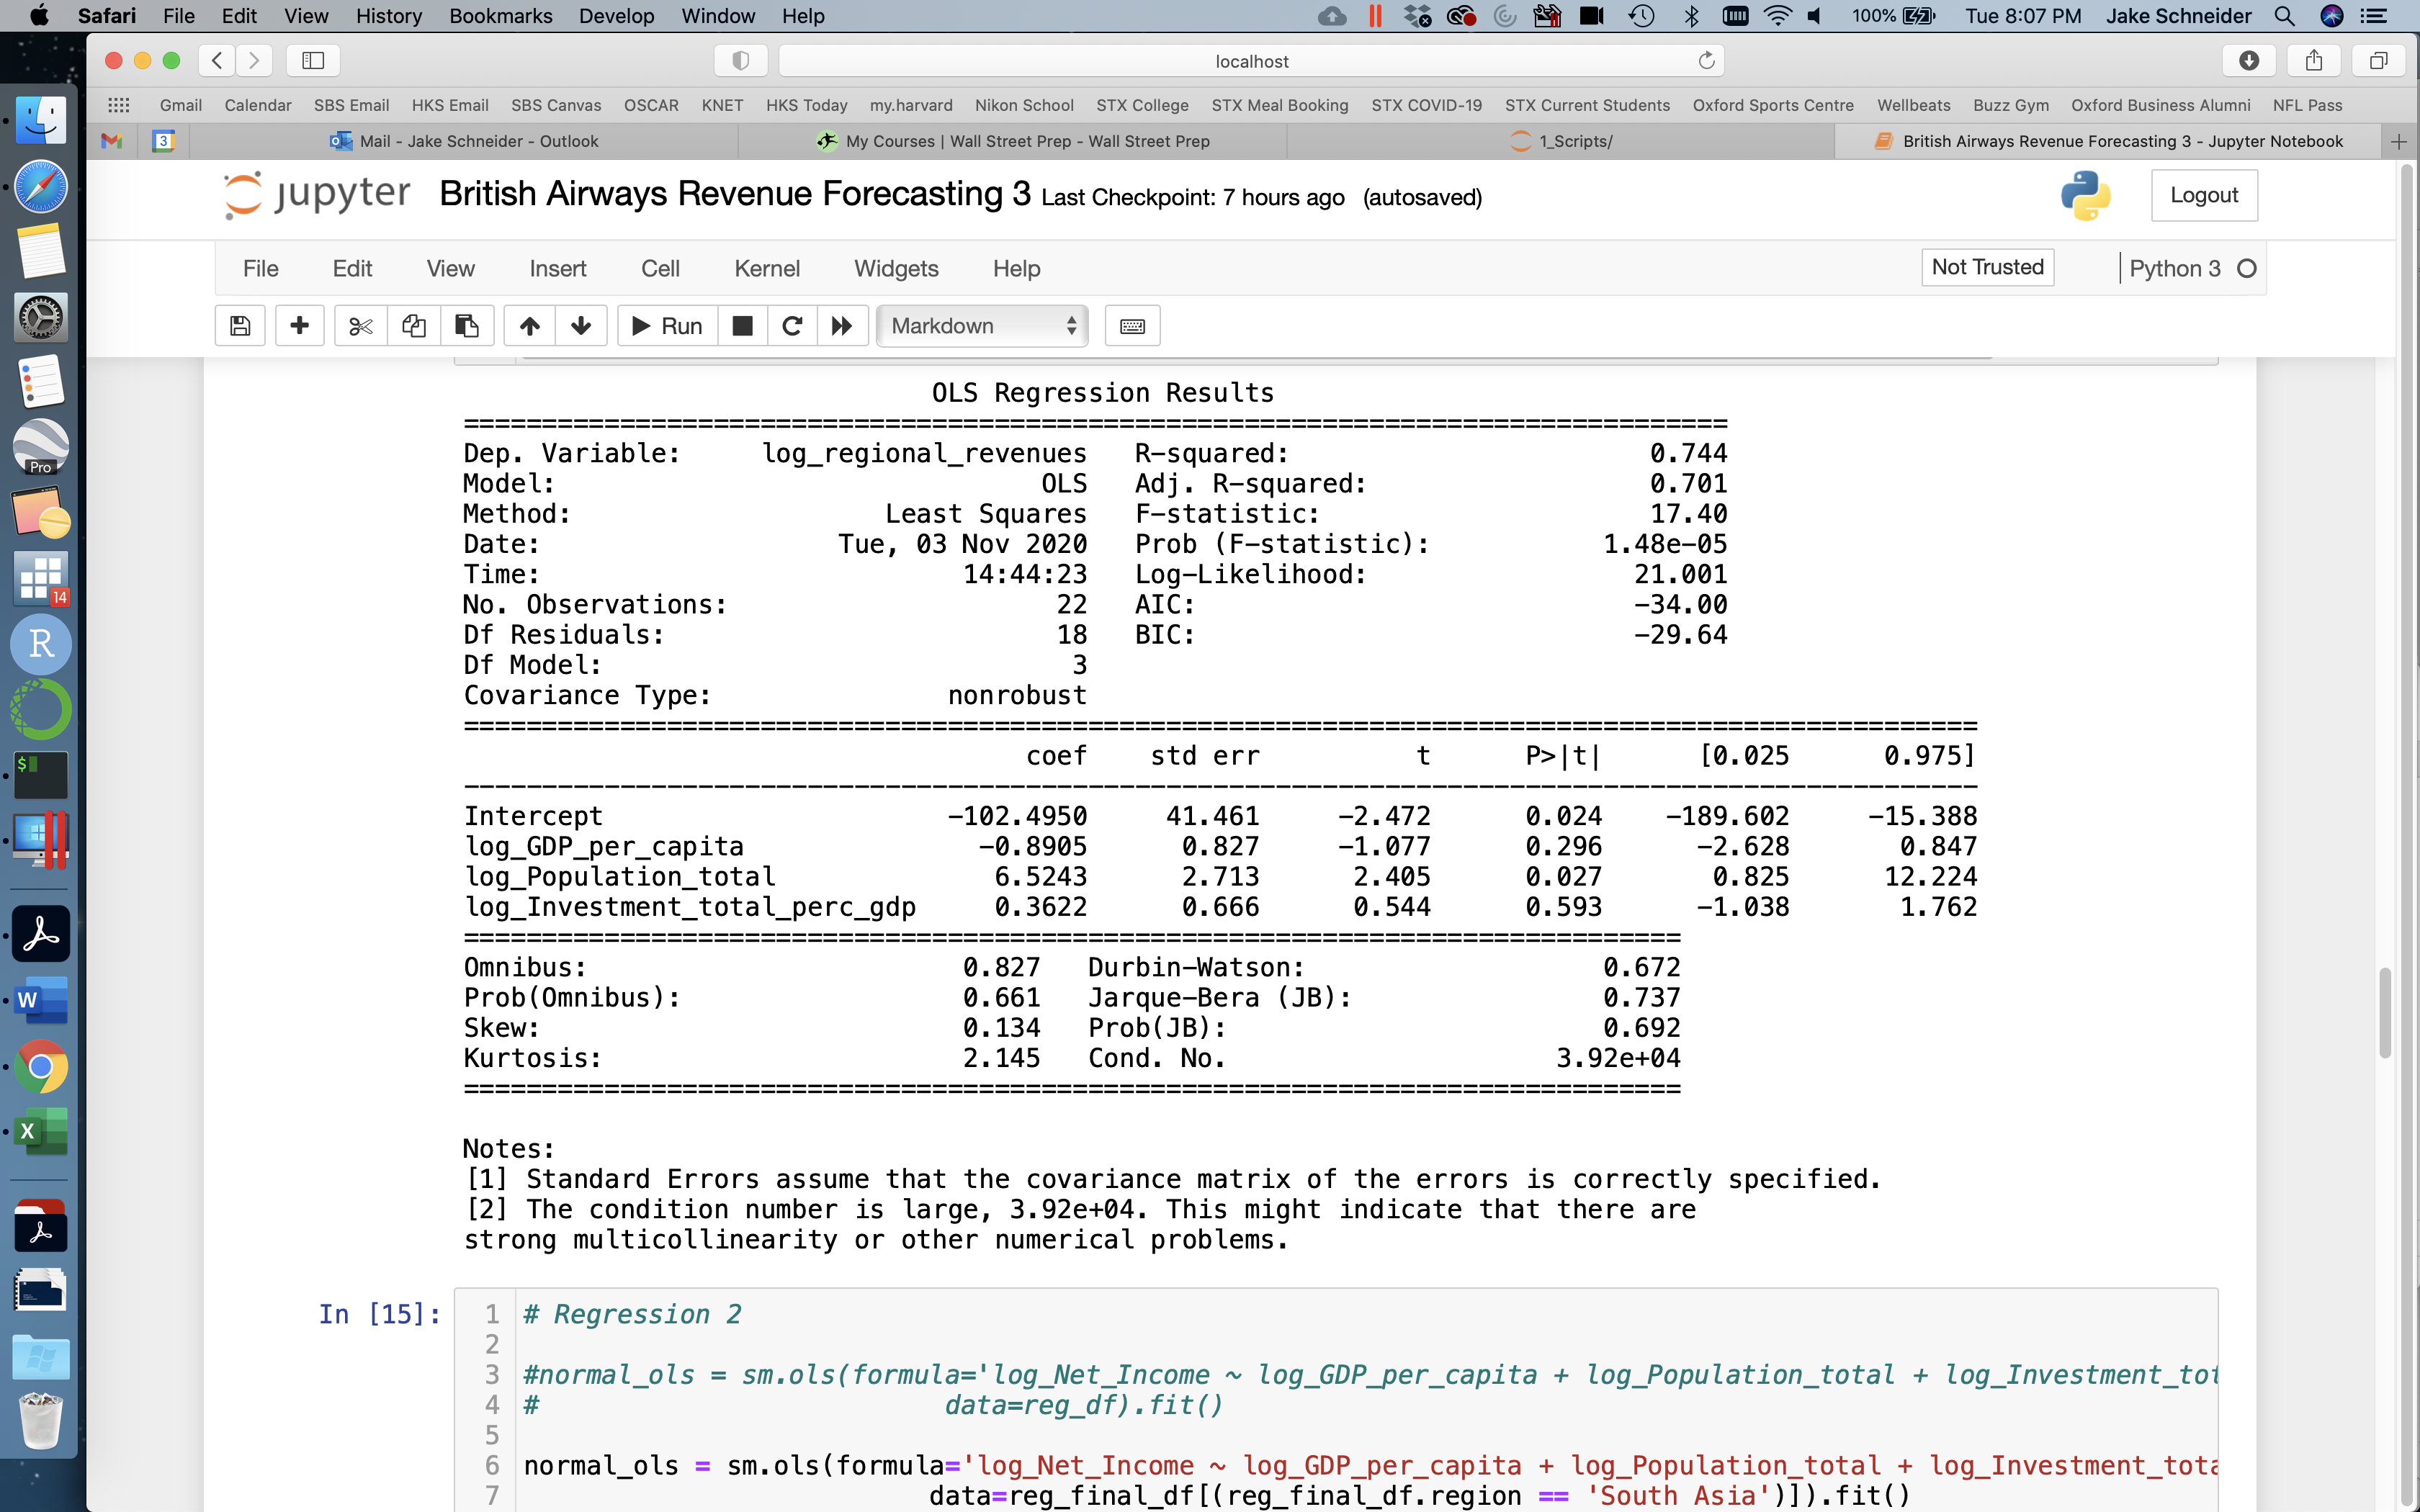 Safari File Edit View History Bookmarks Develop Window Help 100% Tue 8:07 PM Jake Schneider
localhost
Gmail Calendar SBS Email HKS Email SBS Canvas OSCAR KNET HKS Today my.harvard Nikon School STX College STX Meal Booking STX COVID-19 STX Current Students Oxford Sports Centre Wellbeats Buzz Gym Oxford Business Alumni NFL Pass
3 Mail - Jake Schneider - Outlook My Courses | Wall Street Prep - Wall Street Prep 1_Scripts/ British Airways Revenue Forecasting 3 - Jupyter Notebook
jupyter British Airways Revenue Forecasting 3 Last Checkpoint: 7 hours ago (autosaved) Logout
File Edit View Insert Cell Kernel Widgets Help Not Trusted Python 3
Run Markdown
OLS Regression Results
==============================================================================
Dep. Variable: log_regional_revenues R-squared: 0.744
Model: OLS Adj. R-squared: 0.701
Method: Least Squares F-statistic: 17.40
Date: Tue, 03 Nov 2020 Prob (F-statistic): 1.48e-05
Time: 14:44:23 Log-Likelihood: 21.001
No. Observations: 22 AIC: -34.00
Df Residuals: 18 BIC: -29.64
Df Model: 3
Covariance Type: nonrobust
==============================================================================
coef std err t P>|t| [0.025 0.975]
------------------------------------------------------------------------------
Intercept -102.4950 41.461 -2.472 0.024 -189.602 -15.388
log_GDP_per_capita -0.8905 0.827 -1.077 0.296 -2.628 0.847
log_Population_total 6.5243 2.713 2.405 0.027 0.825 12.224
log_Investment_total_perc_gdp 0.3622 0.666 0.544 0.593 -1.038 1.762
==============================================================================
Omnibus: 0.827 Durbin-Watson: 0.672
Prob(Omnibus): 0.661 Jarque-Bera (JB): 0.737
Skew: 0.134 Prob(JB): 0.692
Kurtosis: 2.145 Cond. No. 3.92e+04
==============================================================================
Notes:
[1] Standard Errors assume that the covariance matrix of the errors is correctly specified.
[2] The condition number is large, 3.92e+04. This might indicate that there are
strong multicollinearity or other numerical problems.
In [15]: 1 # Regression 2
2
3 #normal_ols = sm.ols(formula='log_Net_Income ~ log_GDP_per_capita + log_Population_total + log_Investment_tot
4 # data=reg_df).fit()
5
6 normal_ols = sm.ols(formula='log_Net_Income ~ log_GDP_per_capita + log_Population_total + log_Investment_tota
7 data=reg_final_df[(reg_final_df.region == 'South Asia')]).fit()
Pro
14
R
$
W
X